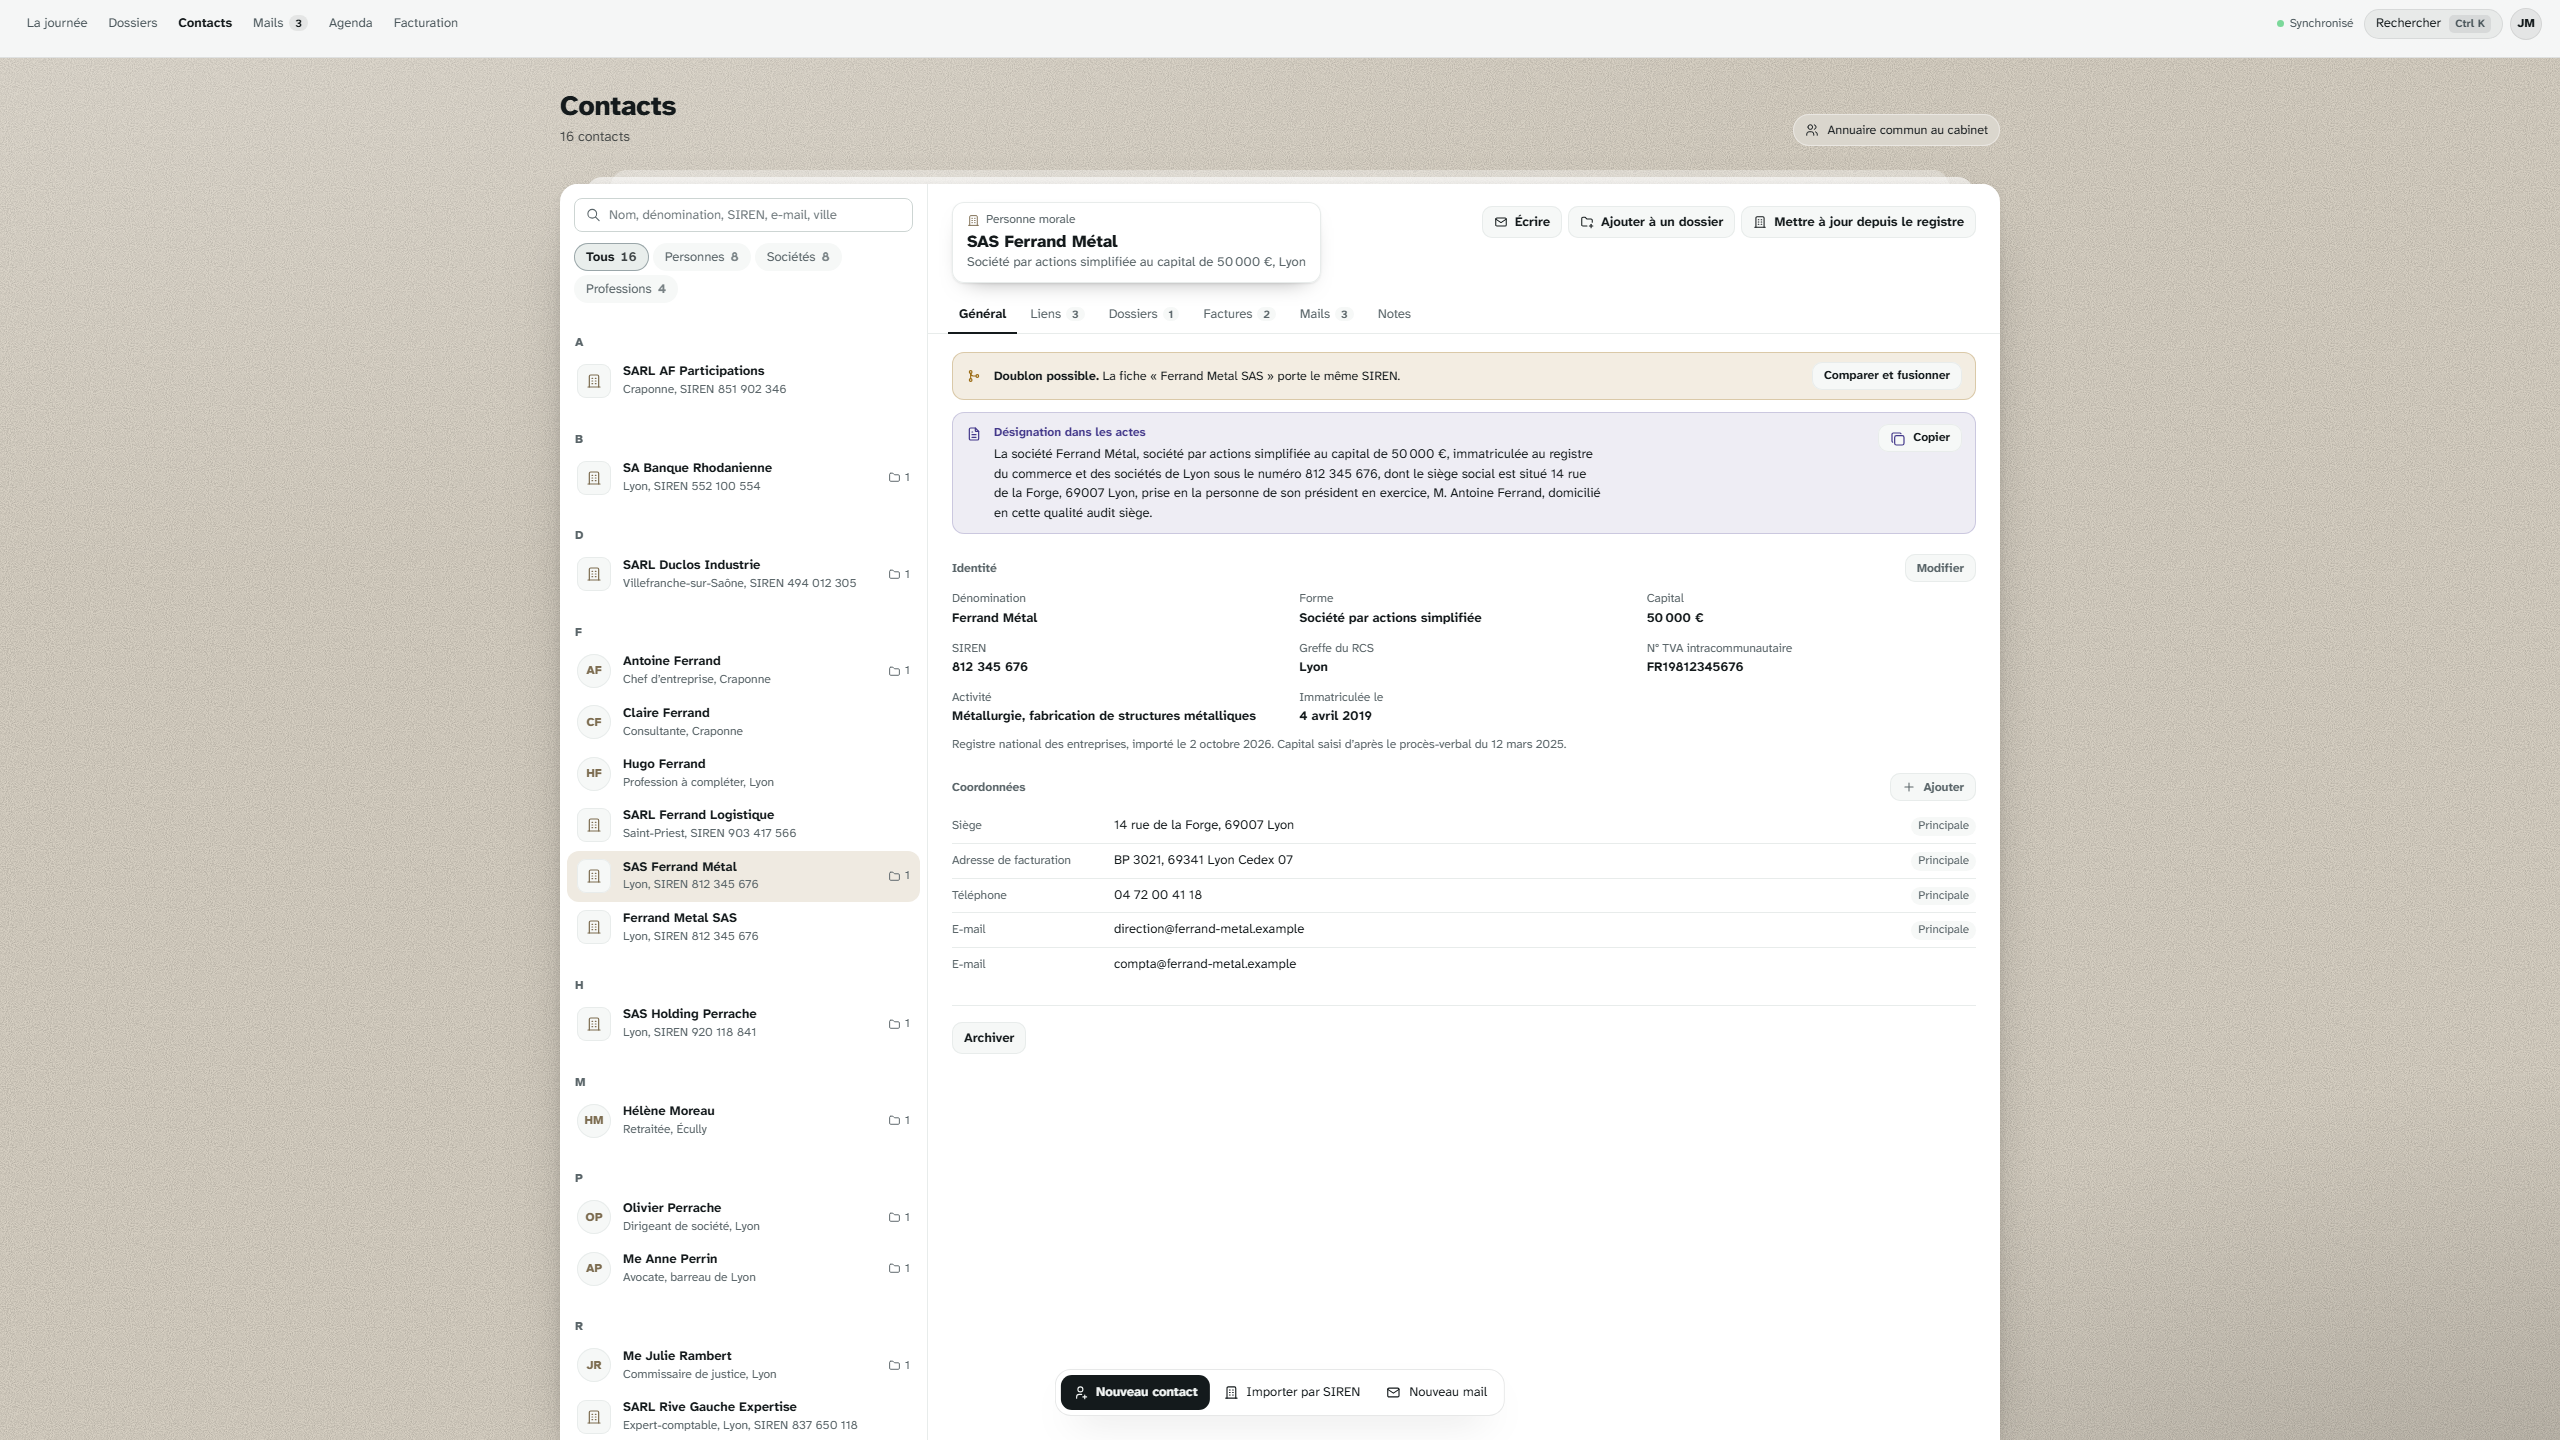 La journée
Dossiers
Contacts
Mails 3
Agenda
Facturation
Synchronisé
Rechercher Ctrl K
JM
Contacts
16 contacts
Annuaire commun au cabinet
Nom, dénomination, SIREN, e-mail, ville
Tous 16
Personnes 8
Sociétés 8
Professions 4
A
SARL AF Participations
Craponne, SIREN 851 902 346
B
SA Banque Rhodanienne
Lyon, SIREN 552 100 554
1
D
SARL Duclos Industrie
Villefranche-sur-Saône, SIREN 494 012 305
1
F
AF
Antoine Ferrand
Chef d'entreprise, Craponne
1
CF
Claire Ferrand
Consultante, Craponne
HF
Hugo Ferrand
Profession à compléter, Lyon
SARL Ferrand Logistique
Saint-Priest, SIREN 903 417 566
SAS Ferrand Métal
Lyon, SIREN 812 345 676
1
Ferrand Metal SAS
Lyon, SIREN 812 345 676
H
SAS Holding Perrache
Lyon, SIREN 920 118 841
1
M
HM
Hélène Moreau
Retraitée, Écully
1
P
OP
Olivier Perrache
Dirigeant de société, Lyon
1
AP
Me Anne Perrin
Avocate, barreau de Lyon
1
R
JR
Me Julie Rambert
Commissaire de justice, Lyon
1
SARL Rive Gauche Expertise
Expert-comptable, Lyon, SIREN 837 650 118
Personne morale
SAS Ferrand Métal
Société par actions simplifiée au capital de 50 000 €, Lyon
Écrire
Ajouter à un dossier
Mettre à jour depuis le registre
Général
Liens 3
Dossiers 1
Factures 2
Mails 3
Notes
Doublon possible. La fiche « Ferrand Metal SAS » porte le même SIREN.
Comparer et fusionner
Désignation dans les actes
Copier
La société Ferrand Métal, société par actions simplifiée au capital de 50 000 €, immatriculée au registre
du commerce et des sociétés de Lyon sous le numéro 812 345 676, dont le siège social est situé 14 rue
de la Forge, 69007 Lyon, prise en la personne de son président en exercice, M. Antoine Ferrand, domicilié
en cette qualité audit siège.
Identité
Modifier
Dénomination
Ferrand Métal
Forme
Société par actions simplifiée
Capital
50 000 €
SIREN
812 345 676
Greffe du RCS
Lyon
N° TVA intracommunautaire
FR19812345676
Activité
Métallurgie, fabrication de structures métalliques
Immatriculée le
4 avril 2019
Registre national des entreprises, importé le 2 octobre 2026. Capital saisi d'après le procès-verbal du 12 mars 2025.
Coordonnées
Ajouter
Siège
14 rue de la Forge, 69007 Lyon
Principale
Adresse de facturation
BP 3021, 69341 Lyon Cedex 07
Principale
Téléphone
04 72 00 41 18
Principale
E-mail
direction@ferrand-metal.example
Principale
E-mail
compta@ferrand-metal.example
Archiver
Nouveau contact
Importer par SIREN
Nouveau mail